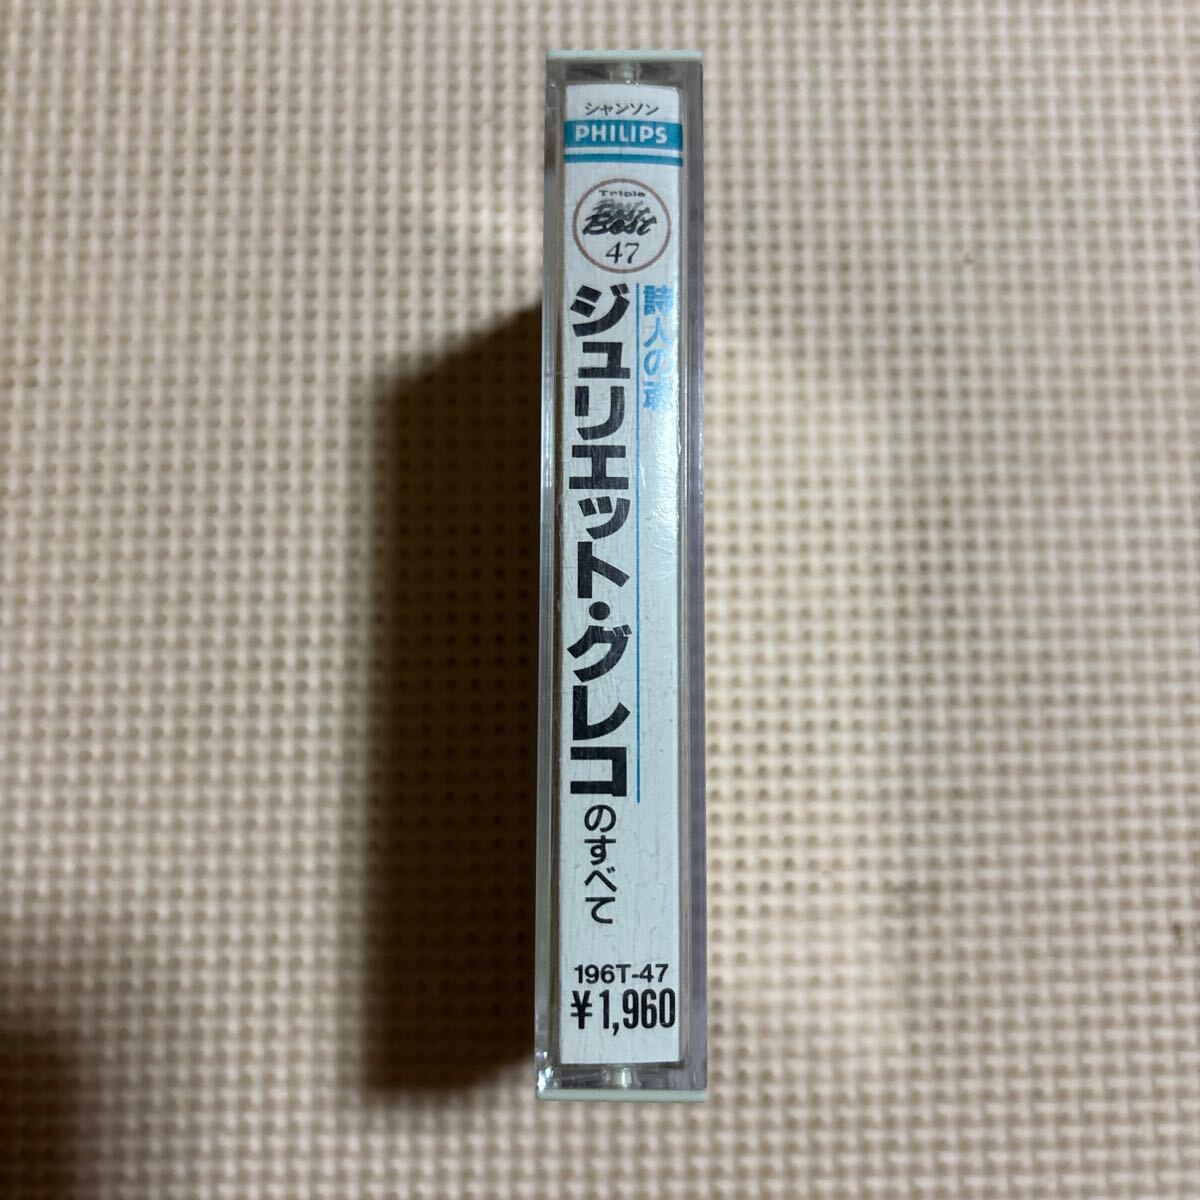 シャンソン
PHILIPS
Triple
Best
47
詩人の魂
ジュリエット・グレコのすべて
196T-47
¥1,960